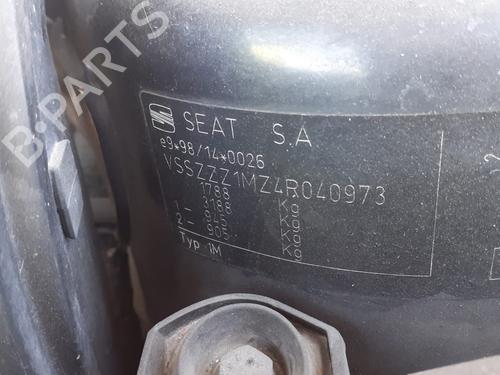 B-PARTS
SEAT S.A
e9*98/14*0026
VSSZZZ1MZ4R040973
1788 Kg
1- 3188 Kg
2- 945 Kg
905 Kg
Typ 1M
2